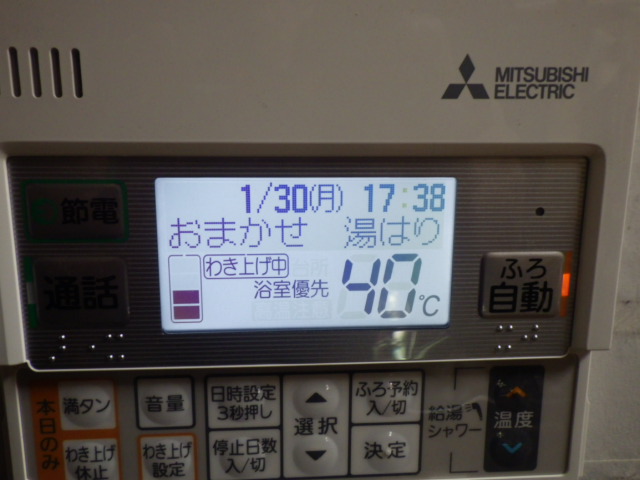 MITSUBISHI
ELECTRIC
節電
1/30(月) 17:38
おまかせ 湯はり
わき上げ中
浴室優先
40℃
通話
ふろ
自動
本日のみ
満タン
音量
日時設定
3秒押し
選択
ふろ予約
入/切
給湯
シャワー
温度
わき上げ
休止
わき上げ
設定
停止日数
入/切
決定